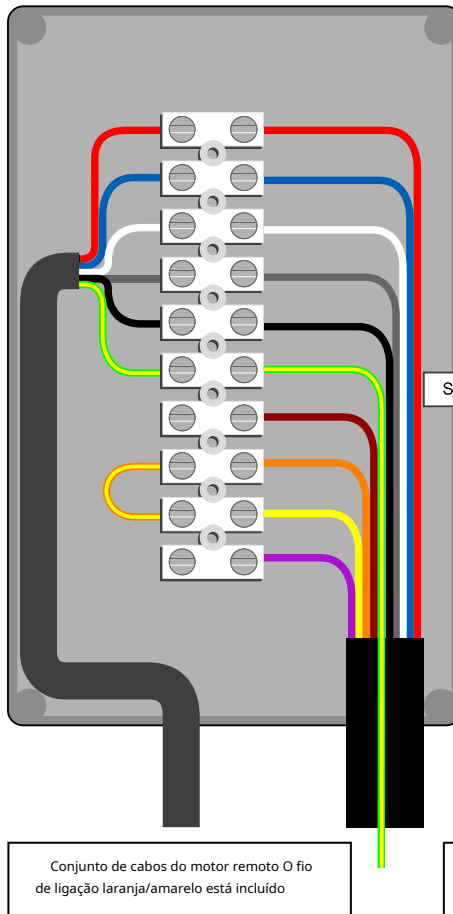 S
Conjunto de cabos do motor remoto O fio
de ligação laranja/amarelo está incluído